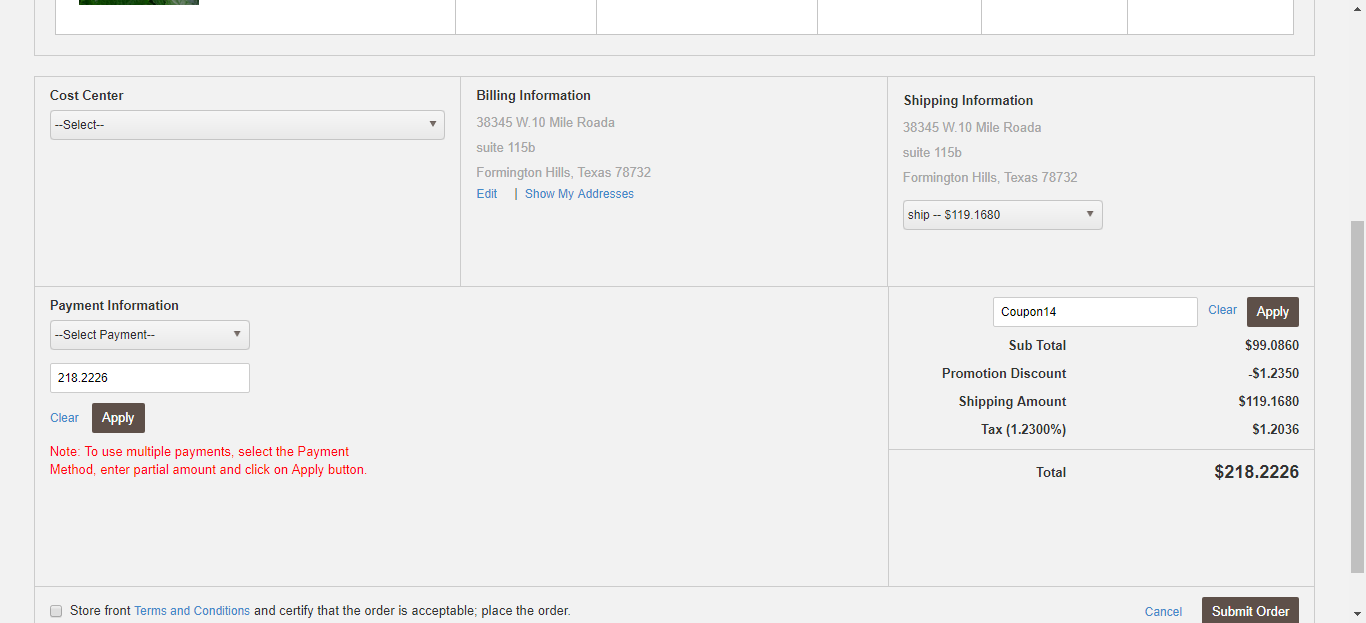 Cost Center
--Select--
Billing Information
38345 W.10 Mile Roada
suite 115b
Formington Hills, Texas 78732
Edit | Show My Addresses
Shipping Information
38345 W.10 Mile Roada
suite 115b
Formington Hills, Texas 78732
ship -- $119.1680
Payment Information
--Select Payment--
218.2226
Clear Apply
Note: To use multiple payments, select the Payment
Method, enter partial amount and click on Apply button.
Coupon14 Clear Apply
Sub Total $99.0860
Promotion Discount -$1.2350
Shipping Amount $119.1680
Tax (1.2300%) $1.2036
Total $218.2226
Store front Terms and Conditions and certify that the order is acceptable; place the order.
Cancel Submit Order